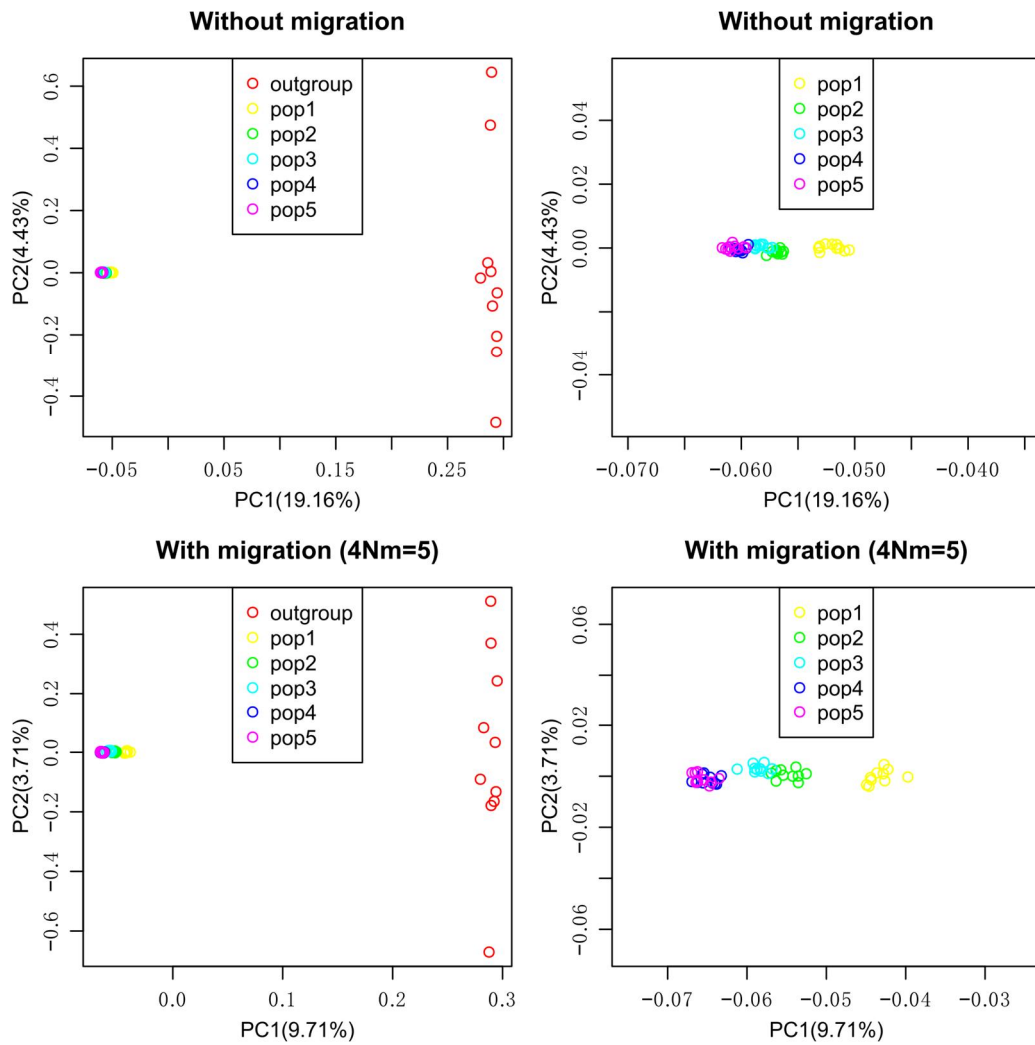 Without migration
PC2(4.43%)
0.6
0.4
0.2
0.0
−0.2
−0.4
outgroup
pop1
pop2
pop3
pop4
pop5
−0.05
0.05
0.15
0.25
PC1(19.16%)
Without migration
PC2(4.43%)
0.04
0.02
0.0
−0.04
pop1
pop2
pop3
pop4
pop5
−0.070
−0.060
−0.050
−0.040
PC1(19.16%)
With migration (4Nm=5)
PC2(3.71%)
0.4
0.2
0.0
−0.2
−0.4
−0.6
outgroup
pop1
pop2
pop3
pop4
pop5
0.0
0.1
0.2
0.3
PC1(9.71%)
With migration (4Nm=5)
PC2(3.71%)
0.06
0.02
−0.02
−0.06
pop1
pop2
pop3
pop4
pop5
−0.07
−0.06
−0.05
−0.04
−0.03
PC1(9.71%)